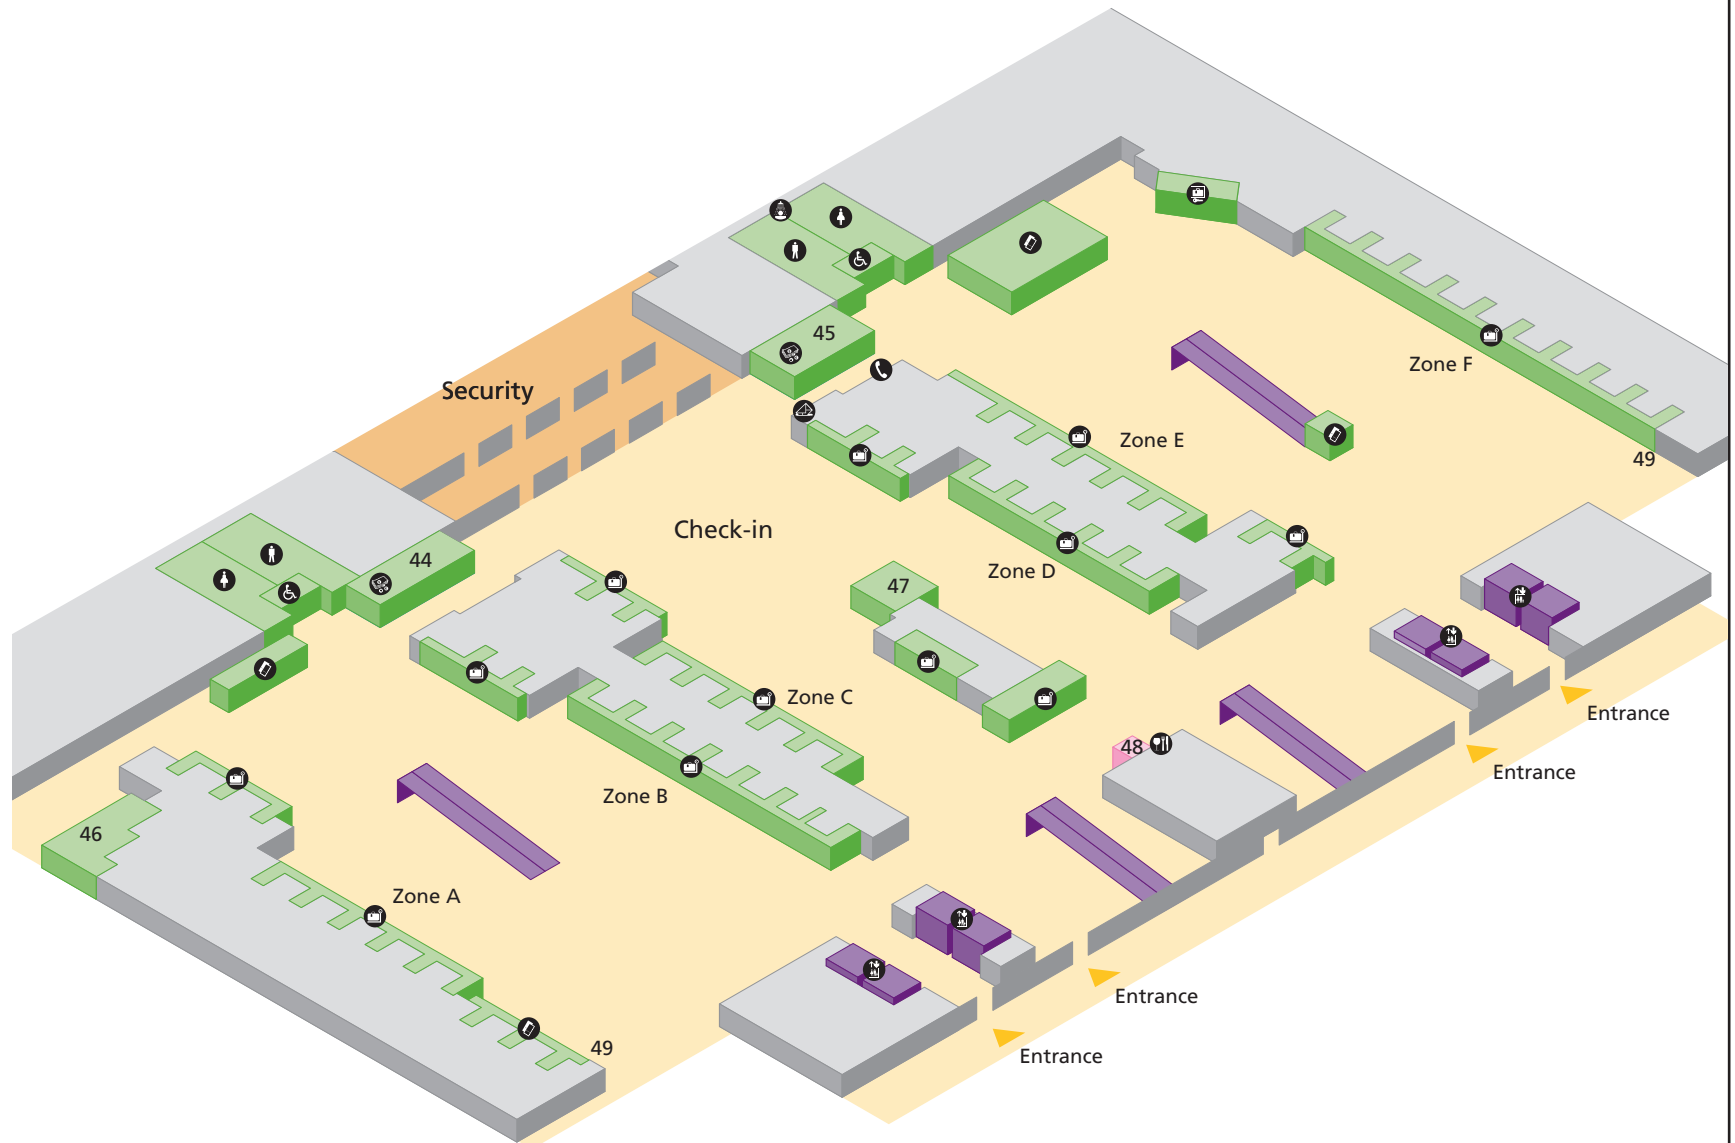 45
Security
Zone F
Zone E
49
Check-in
44
Zone D
47
Zone C
Entrance
48
Entrance
Zone B
46
Zone A
Entrance
49
Entrance